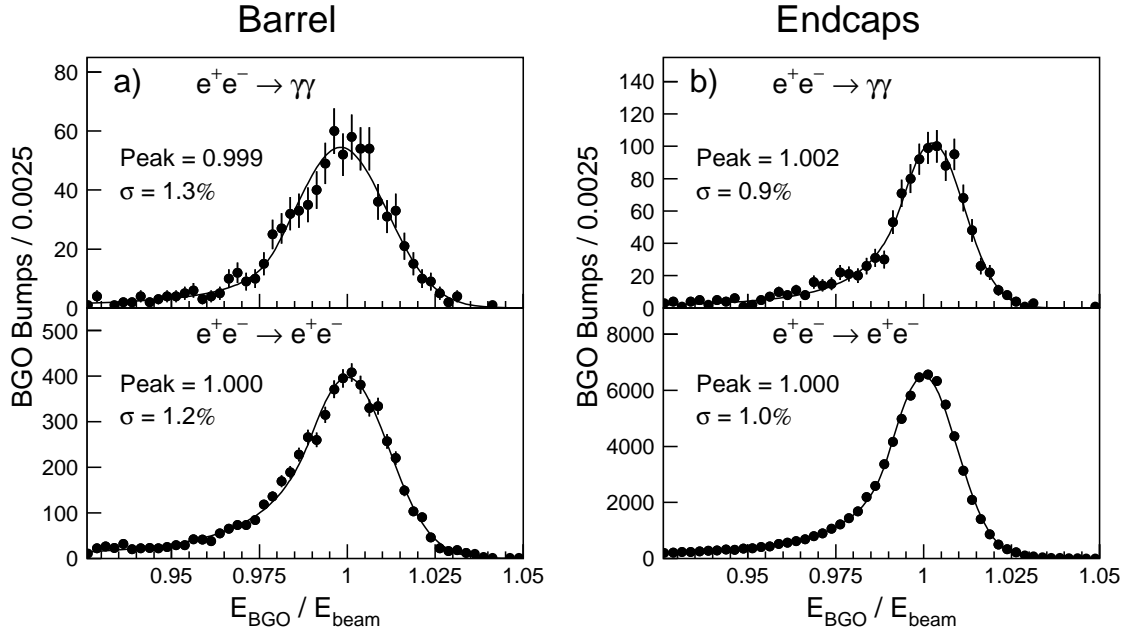 Barrel
Endcaps
BGO Bumps / 0.0025
a)
e⁺e⁻ → γγ
Peak = 0.999
σ = 1.3%
80
60
40
20
0
e⁺e⁻ → e⁺e⁻
Peak = 1.000
σ = 1.2%
500
400
300
200
100
0
0.95 0.975 1 1.025 1.05
E_BGO / E_beam
BGO Bumps / 0.0025
b)
e⁺e⁻ → γγ
Peak = 1.002
σ = 0.9%
140
120
100
80
60
40
20
0
e⁺e⁻ → e⁺e⁻
Peak = 1.000
σ = 1.0%
8000
6000
4000
2000
0
0.95 0.975 1 1.025 1.05
E_BGO / E_beam